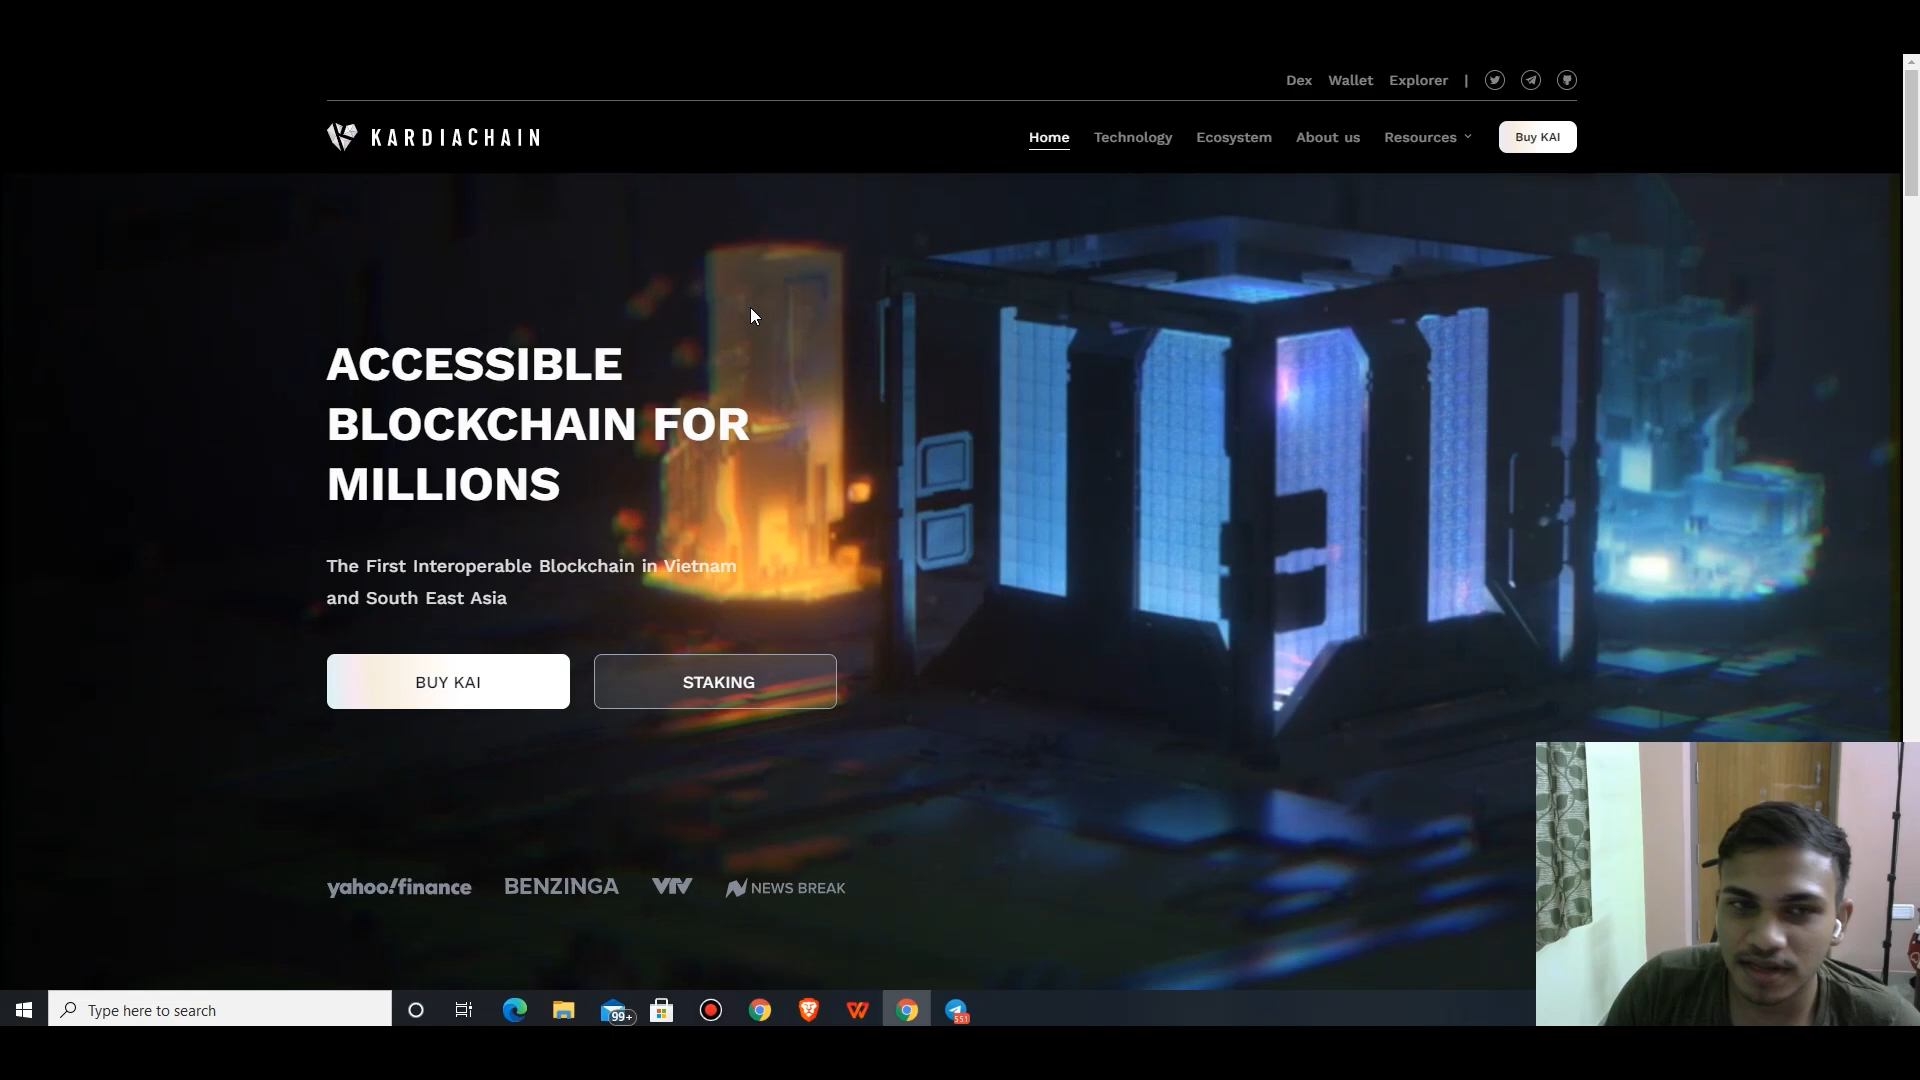 Dex Wallet Explorer |
KARDIACHAIN
Home Technology Ecosystem About us Resources Buy KAI
ACCESSIBLE
BLOCKCHAIN FOR
MILLIONS
The First Interoperable Blockchain in Vietnam
and South East Asia
BUY KAI
STAKING
yahoo!finance BENZINGA VTV NEWS BREAK
Type here to search
99+
551